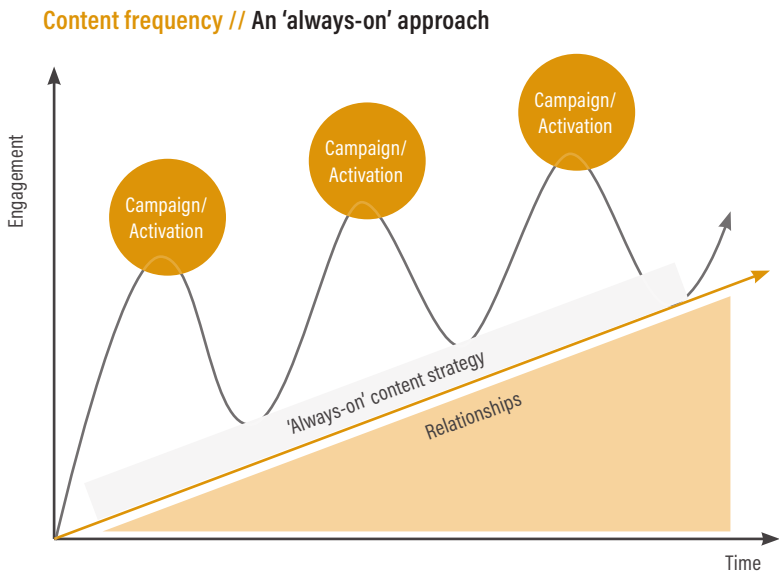 Content frequency // An ‘always-on’ approach
Engagement
Campaign/
Activation
Campaign/
Activation
Campaign/
Activation
‘Always-on’ content strategy
Relationships
Time